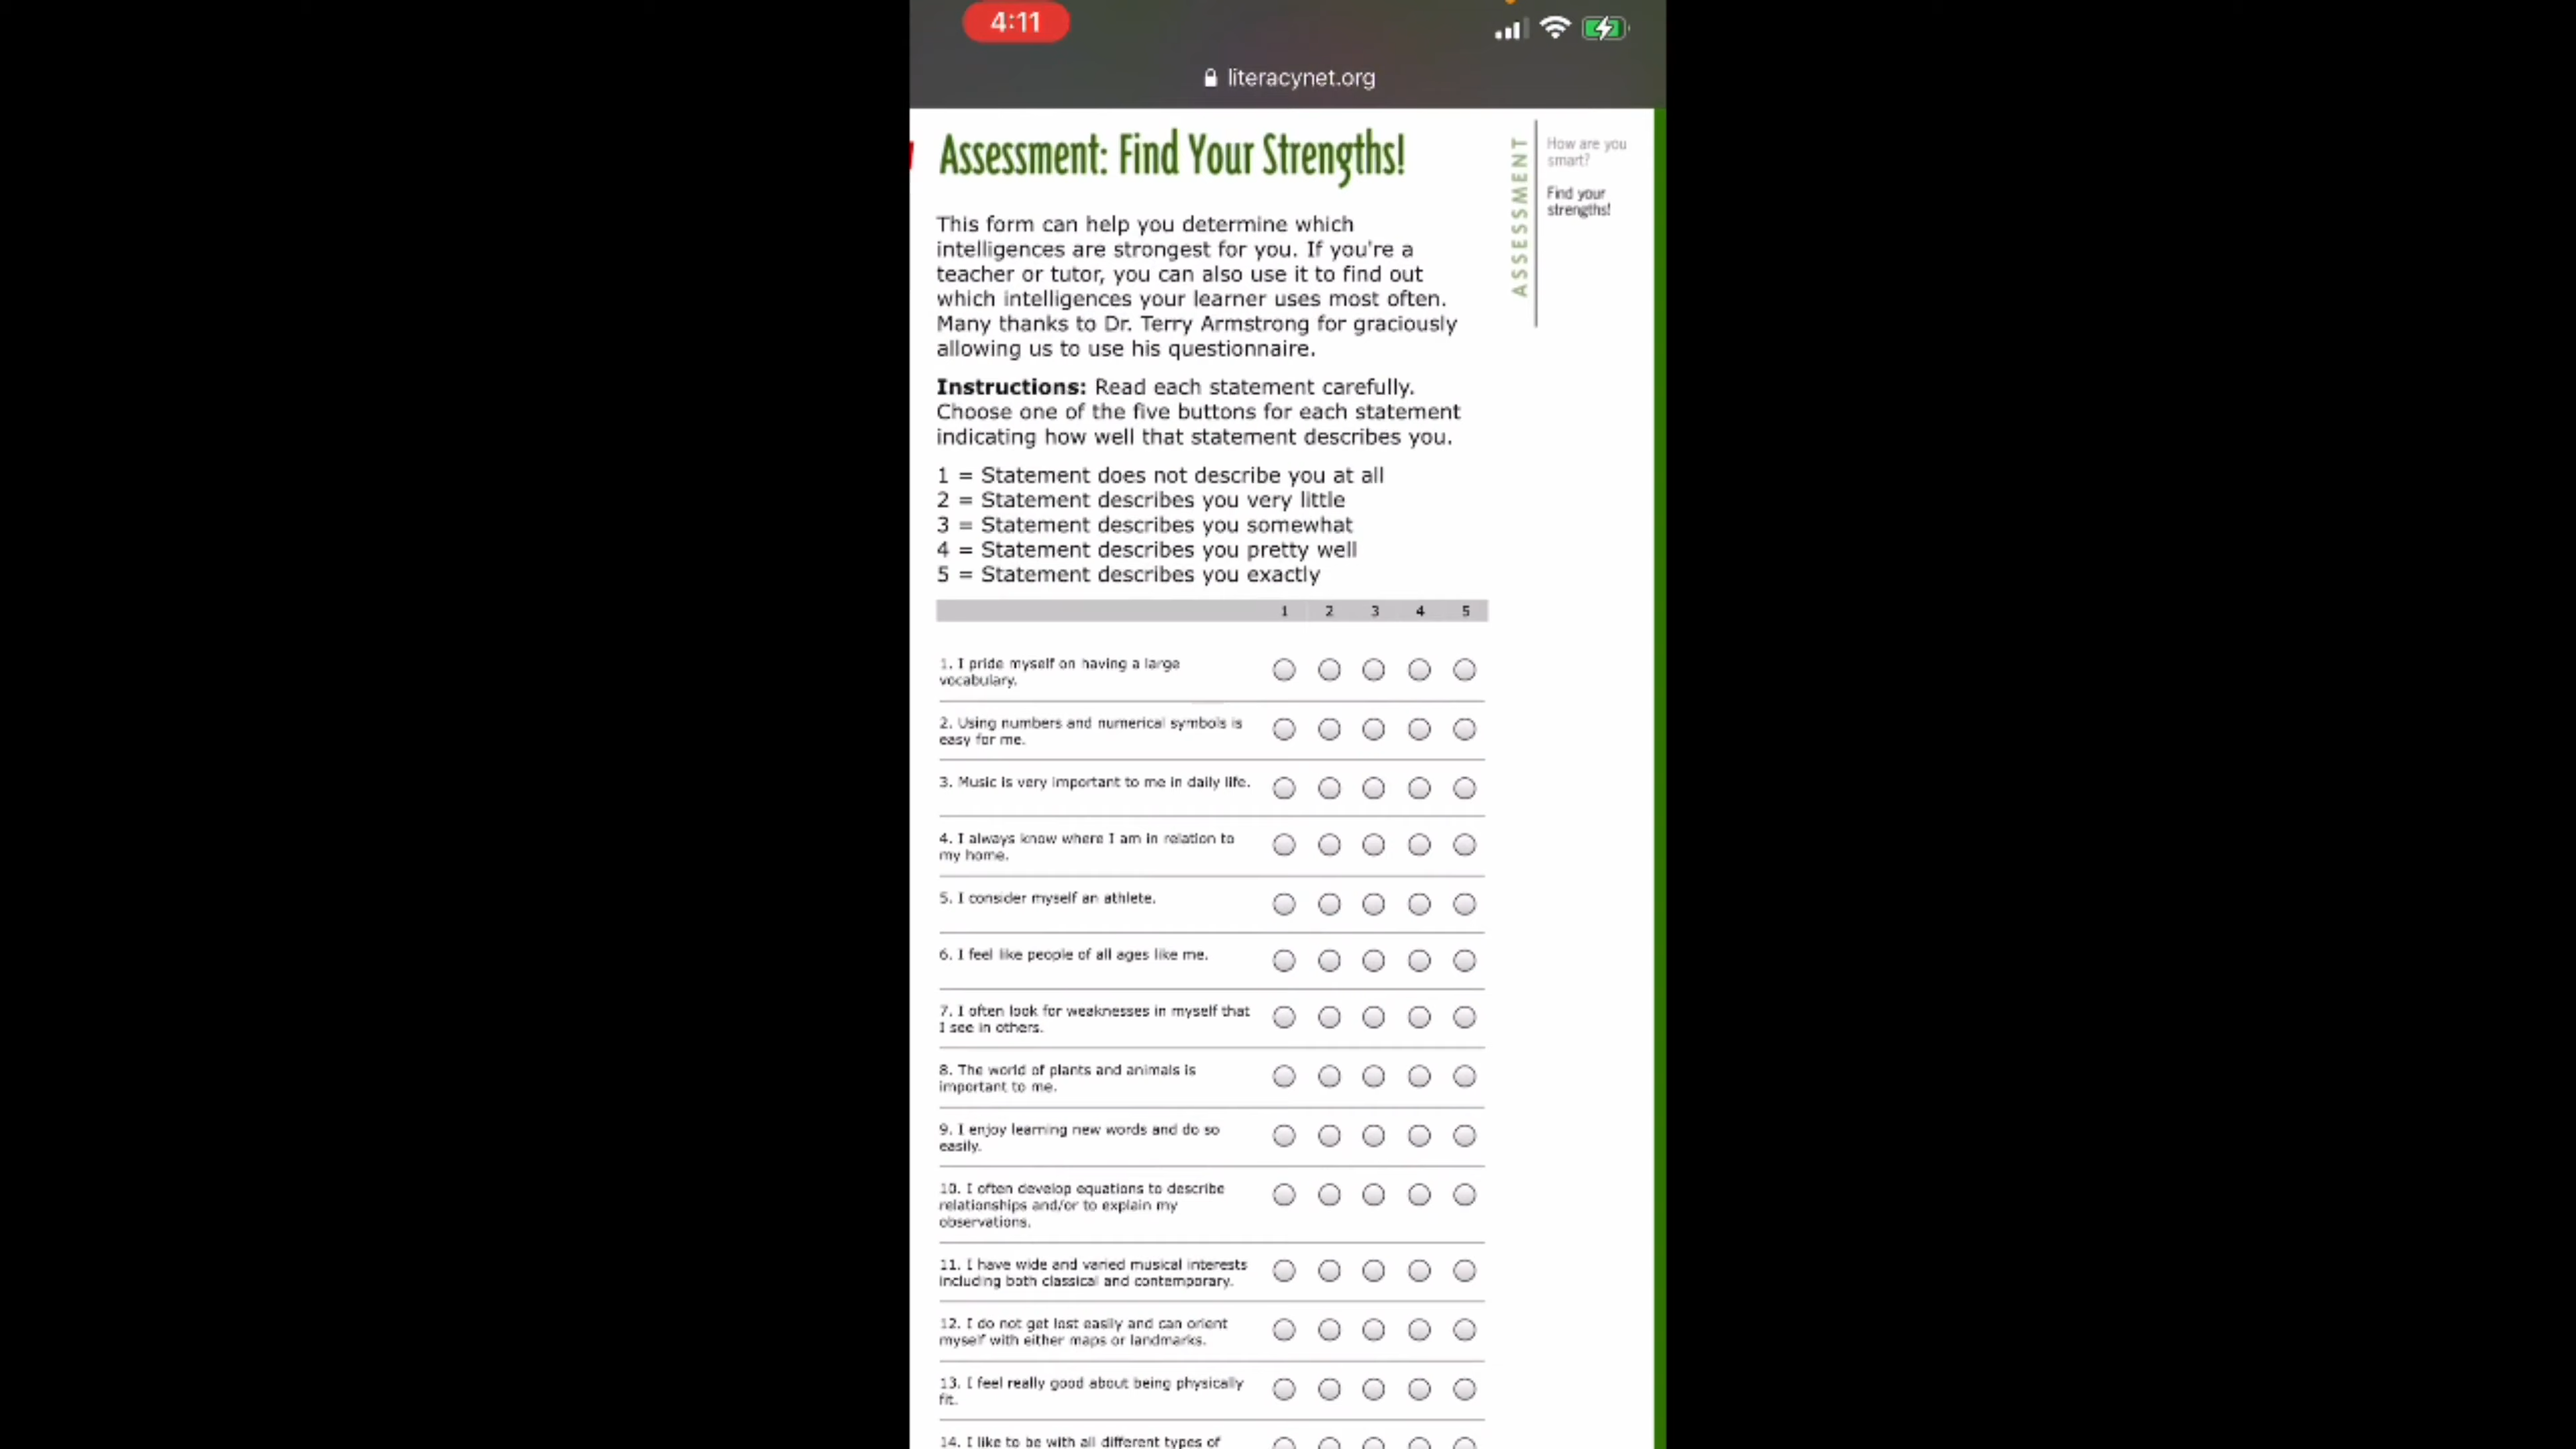 4:11
literacynet.org
Assessment: Find Your Strengths!
ASSESSMENT
How are you
smart?
Find your
strengths!
This form can help you determine which
intelligences are strongest for you. If you're a
teacher or tutor, you can also use it to find out
which intelligences your learner uses most often.
Many thanks to Dr. Terry Armstrong for graciously
allowing us to use his questionnaire.
Instructions: Read each statement carefully.
Choose one of the five buttons for each statement
indicating how well that statement describes you.
1 = Statement does not describe you at all
2 = Statement describes you very little
3 = Statement describes you somewhat
4 = Statement describes you pretty well
5 = Statement describes you exactly
1 2 3 4 5
1. I pride myself on having a large
vocabulary.
2. Using numbers and numerical symbols is
easy for me.
3. Music is very important to me in daily life.
4. I always know where I am in relation to
my home.
5. I consider myself an athlete.
6. I feel like people of all ages like me.
7. I often look for weaknesses in myself that
I see in others.
8. The world of plants and animals is
important to me.
9. I enjoy learning new words and do so
easily.
10. I often develop equations to describe
relationships and/or to explain my
observations.
11. I have wide and varied musical interests
including both classical and contemporary.
12. I do not get lost easily and can orient
myself with either maps or landmarks.
13. I feel really good about being physically
fit.
14. I like to be with all different types of